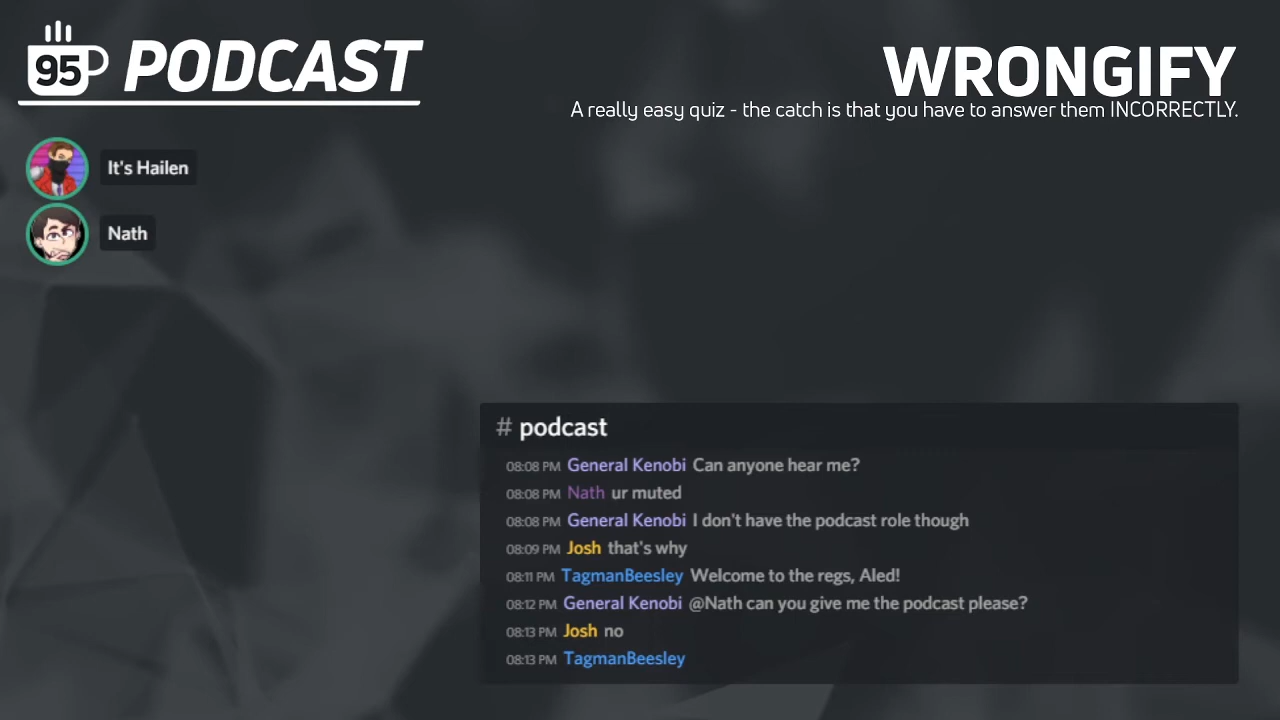 95 PODCAST
WRONGIFY
A really easy quiz - the catch is that you have to answer them INCORRECTLY.
It's Hailen
Nath
# podcast
08:08 PM General Kenobi Can anyone hear me?
08:08 PM Nath ur muted
08:08 PM General Kenobi I don't have the podcast role though
08:09 PM Josh that's why
08:11 PM TagmanBeesley Welcome to the regs, Aled!
08:12 PM General Kenobi @Nath can you give me the podcast please?
08:13 PM Josh no
08:13 PM TagmanBeesley